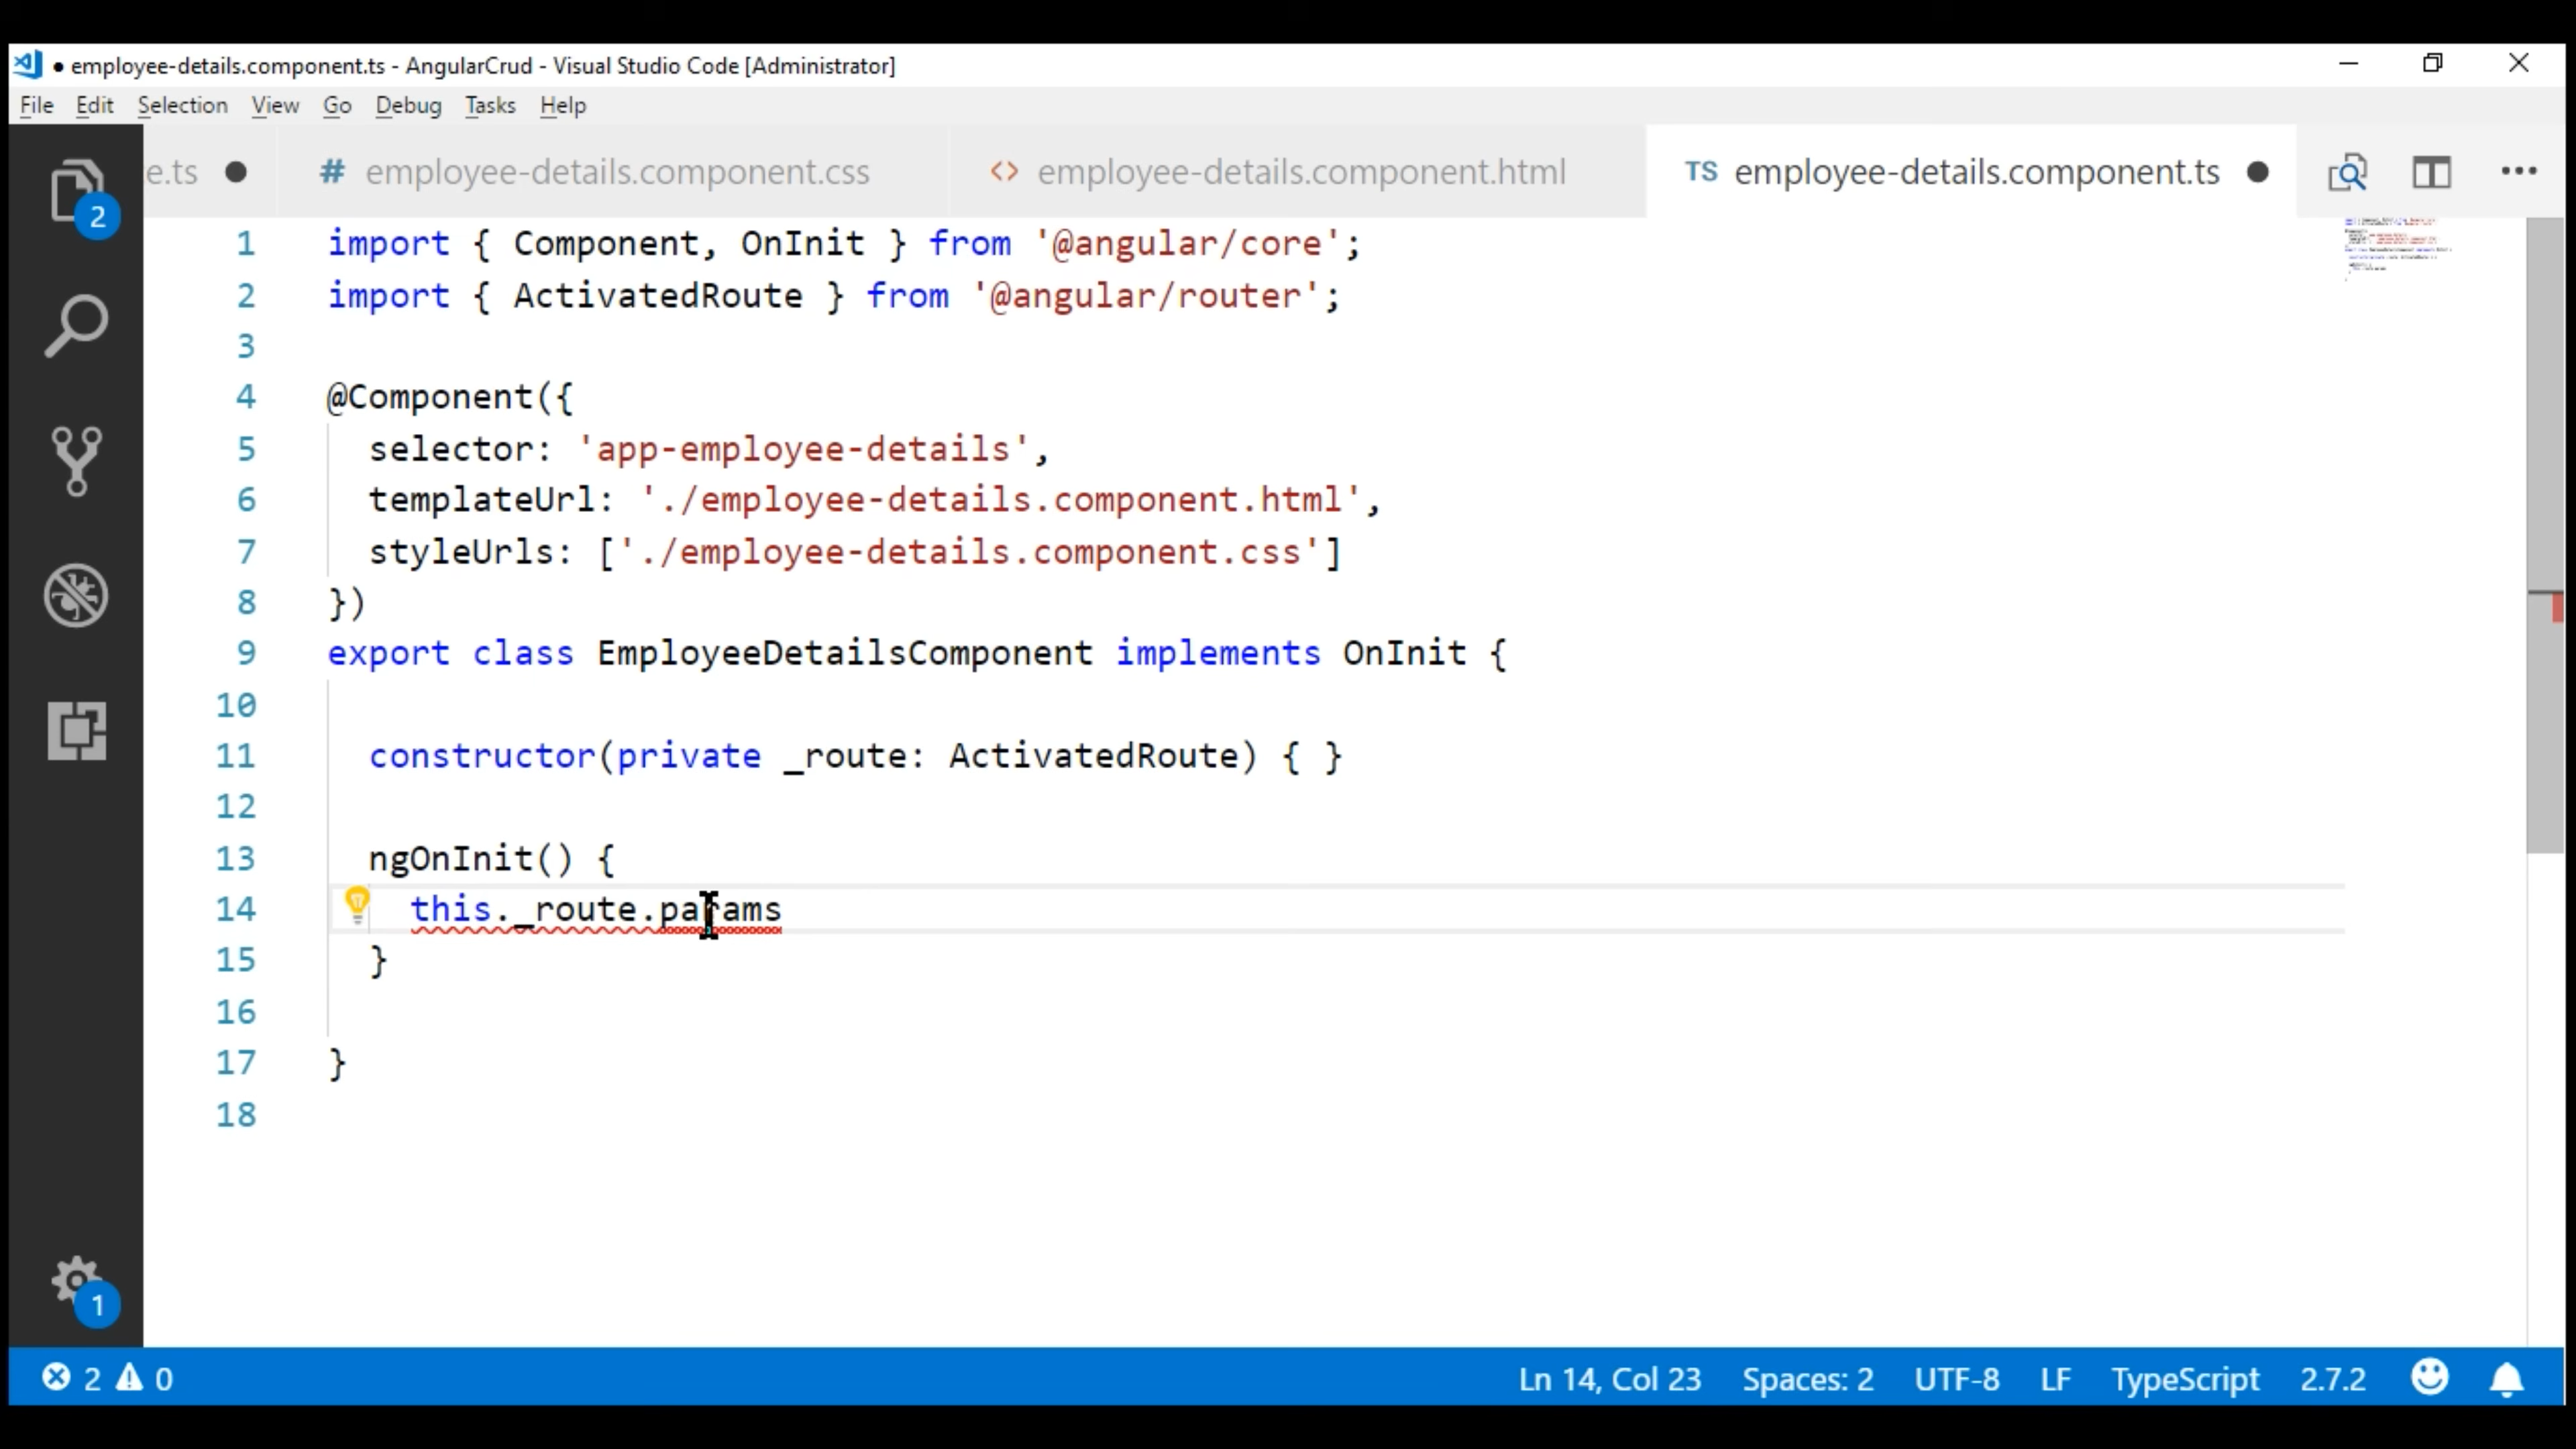 ● employee-details.component.ts - AngularCrud - Visual Studio Code [Administrator]
File Edit Selection View Go Debug Tasks Help
e.ts ● # employee-details.component.css <> employee-details.component.html TS employee-details.component.ts ●
2
1 import { Component, OnInit } from '@angular/core';
2 import { ActivatedRoute } from '@angular/router';
3
4 @Component({
5 selector: 'app-employee-details',
6 templateUrl: './employee-details.component.html',
7 styleUrls: ['./employee-details.component.css']
8 })
9 export class EmployeeDetailsComponent implements OnInit {
10
11 constructor(private _route: ActivatedRoute) { }
12
13 ngOnInit() {
14 this._route.params
15 }
16
17 }
18
1
2 0 Ln 14, Col 23 Spaces: 2 UTF-8 LF TypeScript 2.7.2